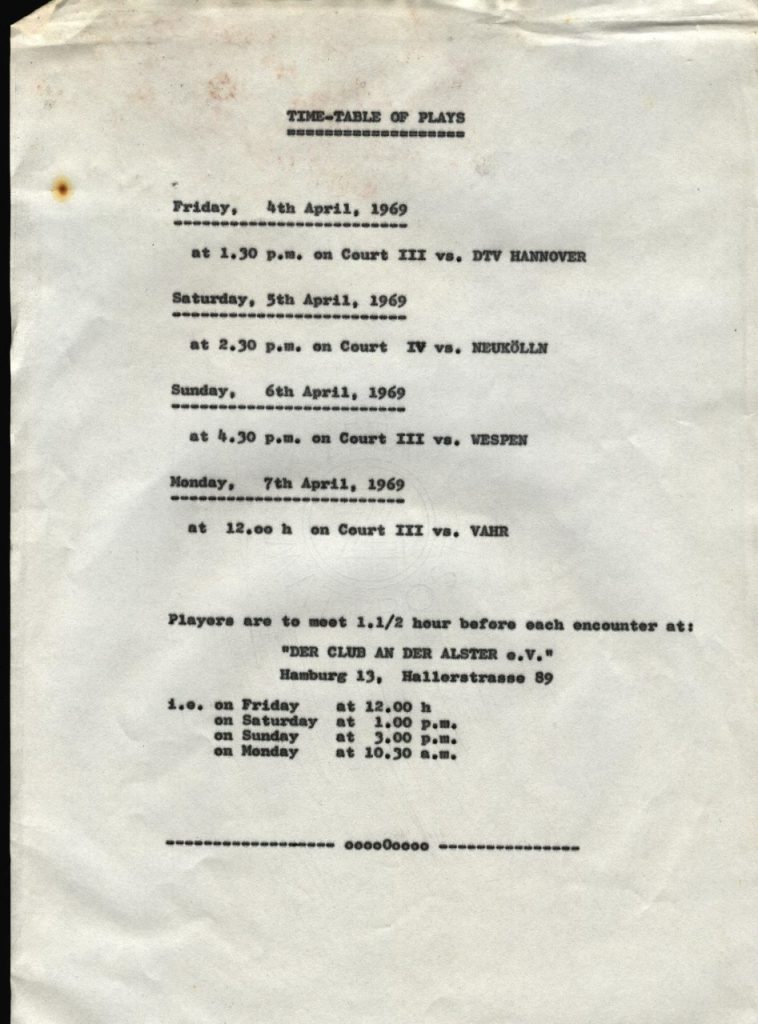 TIME-TABLE OF PLAYS
===================
Friday,   4th April, 1969
-------------------------
at 1.30 p.m. on Court III vs. DTV HANNOVER
Saturday, 5th April, 1969
-------------------------
at 2.30 p.m. on Court  IV vs. NEUKÖLLN
Sunday,   6th April, 1969
-------------------------
at 4.30 p.m. on Court III vs. WESPEN
Monday,   7th April, 1969
-------------------------
at  12.oo h  on Court III vs. VAHR
Players are to meet 1.1/2 hour before each encounter at:
"DER CLUB AN DER ALSTER e.V."
Hamburg 13,  Hallerstrasse 89
i.e. on Friday    at 12.00 h
on Saturday  at  1.00 p.m.
on Sunday    at  3.00 p.m.
on Monday    at 10.30 a.m.
------------------ ooooOoooo ---------------